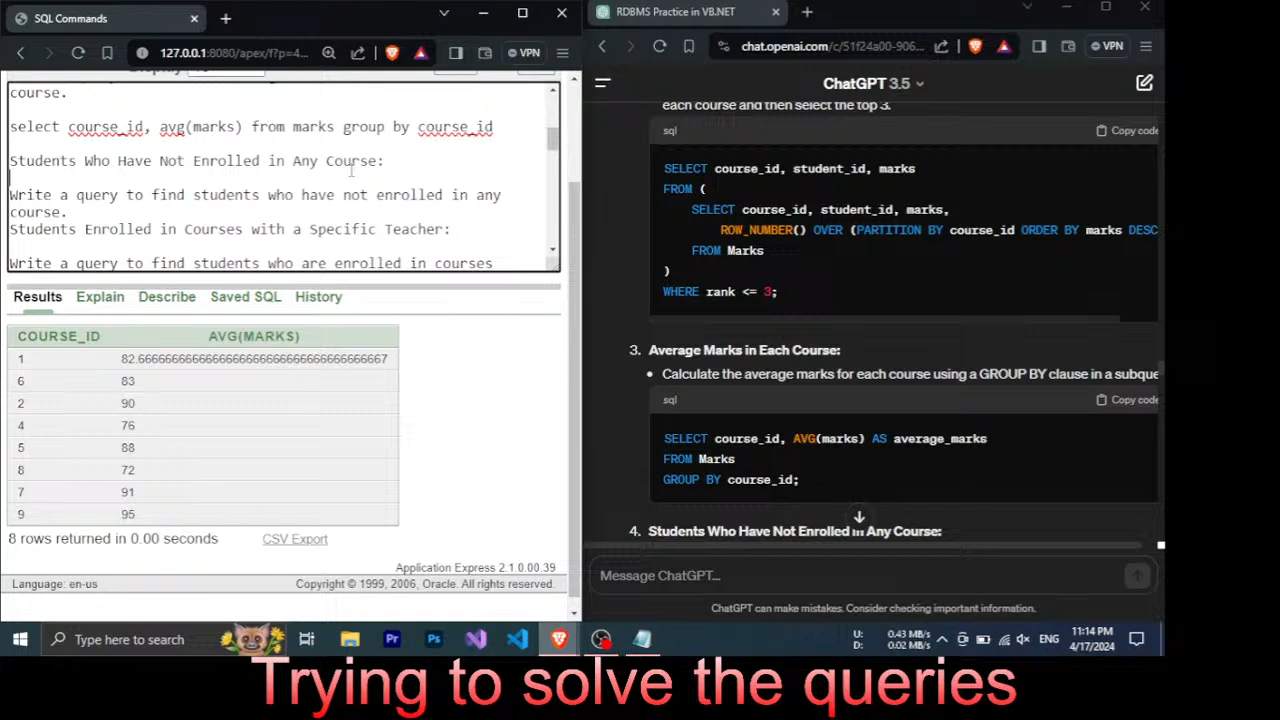 SQL Commands
127.0.0.1:8080/apex/f?p=4...
VPN
course.
select course_id, avg(marks) from marks group by course_id
Students Who Have Not Enrolled in Any Course:
Write a query to find students who have not enrolled in any
course.
Students Enrolled in Courses with a Specific Teacher:
Write a query to find students who are enrolled in courses
Results Explain Describe Saved SQL History
COURSE_ID AVG(MARKS)
1 82.6666666666666666666666666666666666667
6 83
2 90
4 76
5 88
8 72
7 91
9 95
8 rows returned in 0.00 seconds CSV Export
Application Express 2.1.0.00.39
Language: en-us Copyright © 1999, 2006, Oracle. All rights reserved.
RDBMS Practice in VB.NET
chat.openai.com/c/51f24a00-906...
VPN
ChatGPT 3.5
each course and then select the top 3.
sql Copy code
SELECT course_id, student_id, marks
FROM (
SELECT course_id, student_id, marks,
ROW_NUMBER() OVER (PARTITION BY course_id ORDER BY marks DESC
FROM Marks
)
WHERE rank <= 3;
3. Average Marks in Each Course:
Calculate the average marks for each course using a GROUP BY clause in a subque
sql Copy code
SELECT course_id, AVG(marks) AS average_marks
FROM Marks
GROUP BY course_id;
4. Students Who Have Not Enrolled in Any Course:
Message ChatGPT...
ChatGPT can make mistakes. Consider checking important information.
Type here to search
Pr Ps
U: 0.43 MB/s
D: 0.02 MB/s
ENG
11:14 PM
4/17/2024
Trying to solve the queries